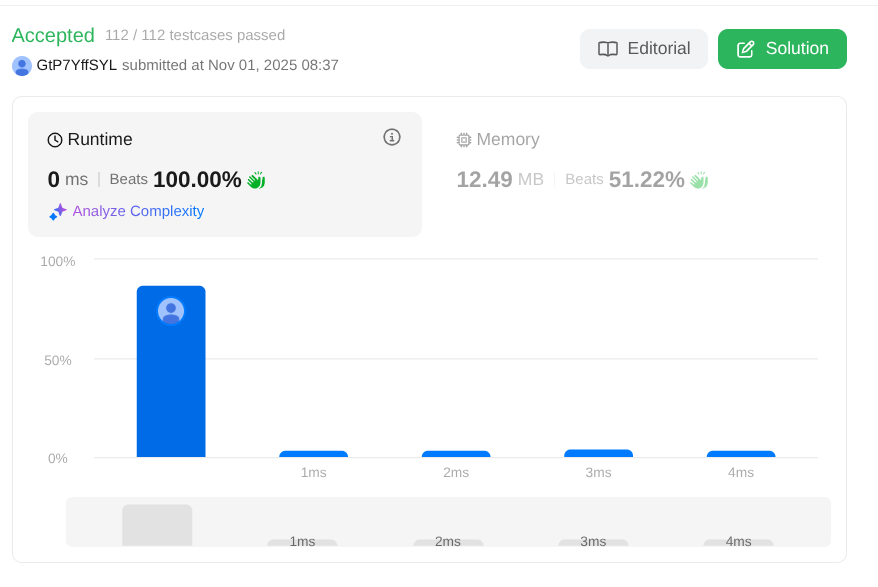 Accepted 112 / 112 testcases passed
GtP7YffSYL submitted at Nov 01, 2025 08:37
Editorial
Solution
Runtime
0 ms | Beats 100.00%
Analyze Complexity
Memory
12.49 MB | Beats 51.22%
100%
50%
0%
1ms 2ms 3ms 4ms
1ms 2ms 3ms 4ms